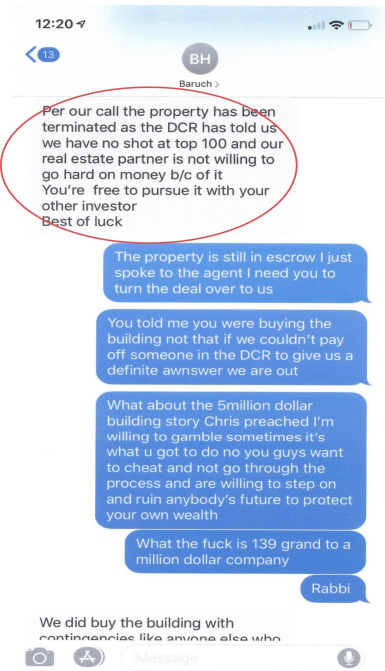 12:20
13
BH
Baruch >
Per our call the property has been
terminated as the DCR has told us
we have no shot at top 100 and our
real estate partner is not willing to
go hard on money b/c of it
You're free to pursue it with your
other investor
Best of luck
The property is still in escrow I just
spoke to the agent I need you to
turn the deal over to us
You told me you were buying the
building not that if we couldn't pay
off someone in the DCR to give us a
definite awnswer we are out
What about the 5million dollar
building story Chris preached I'm
willing to gamble sometimes it's
what u got to do no you guys want
to cheat and not go through the
process and are willing to step on
and ruin anybody's future to protect
your own wealth
What the fuck is 139 grand to a
million dollar company
Rabbi
We did buy the building with
contingencies like anyone else who
iMessage